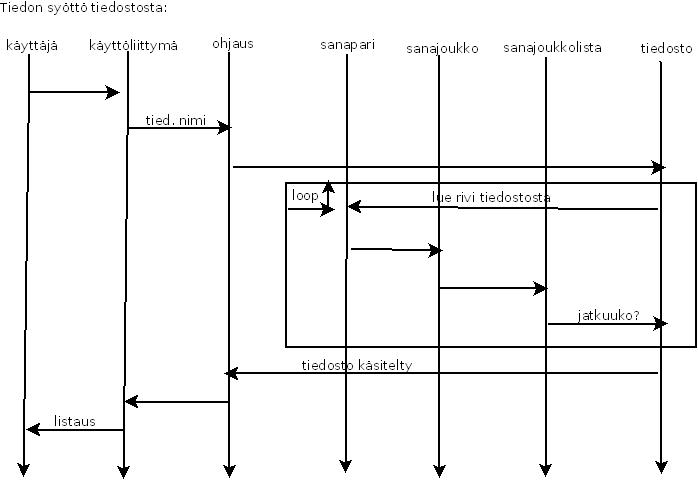 Tiedon syöttö tiedostosta:
käyttäjä käyttöliittymä ohjaus sanapari sanajoukko sanajoukkolista tiedosto
tied. nimi
loop
lue rivi tiedostosta
jatkuuko?
tiedosto käsitelty
listaus